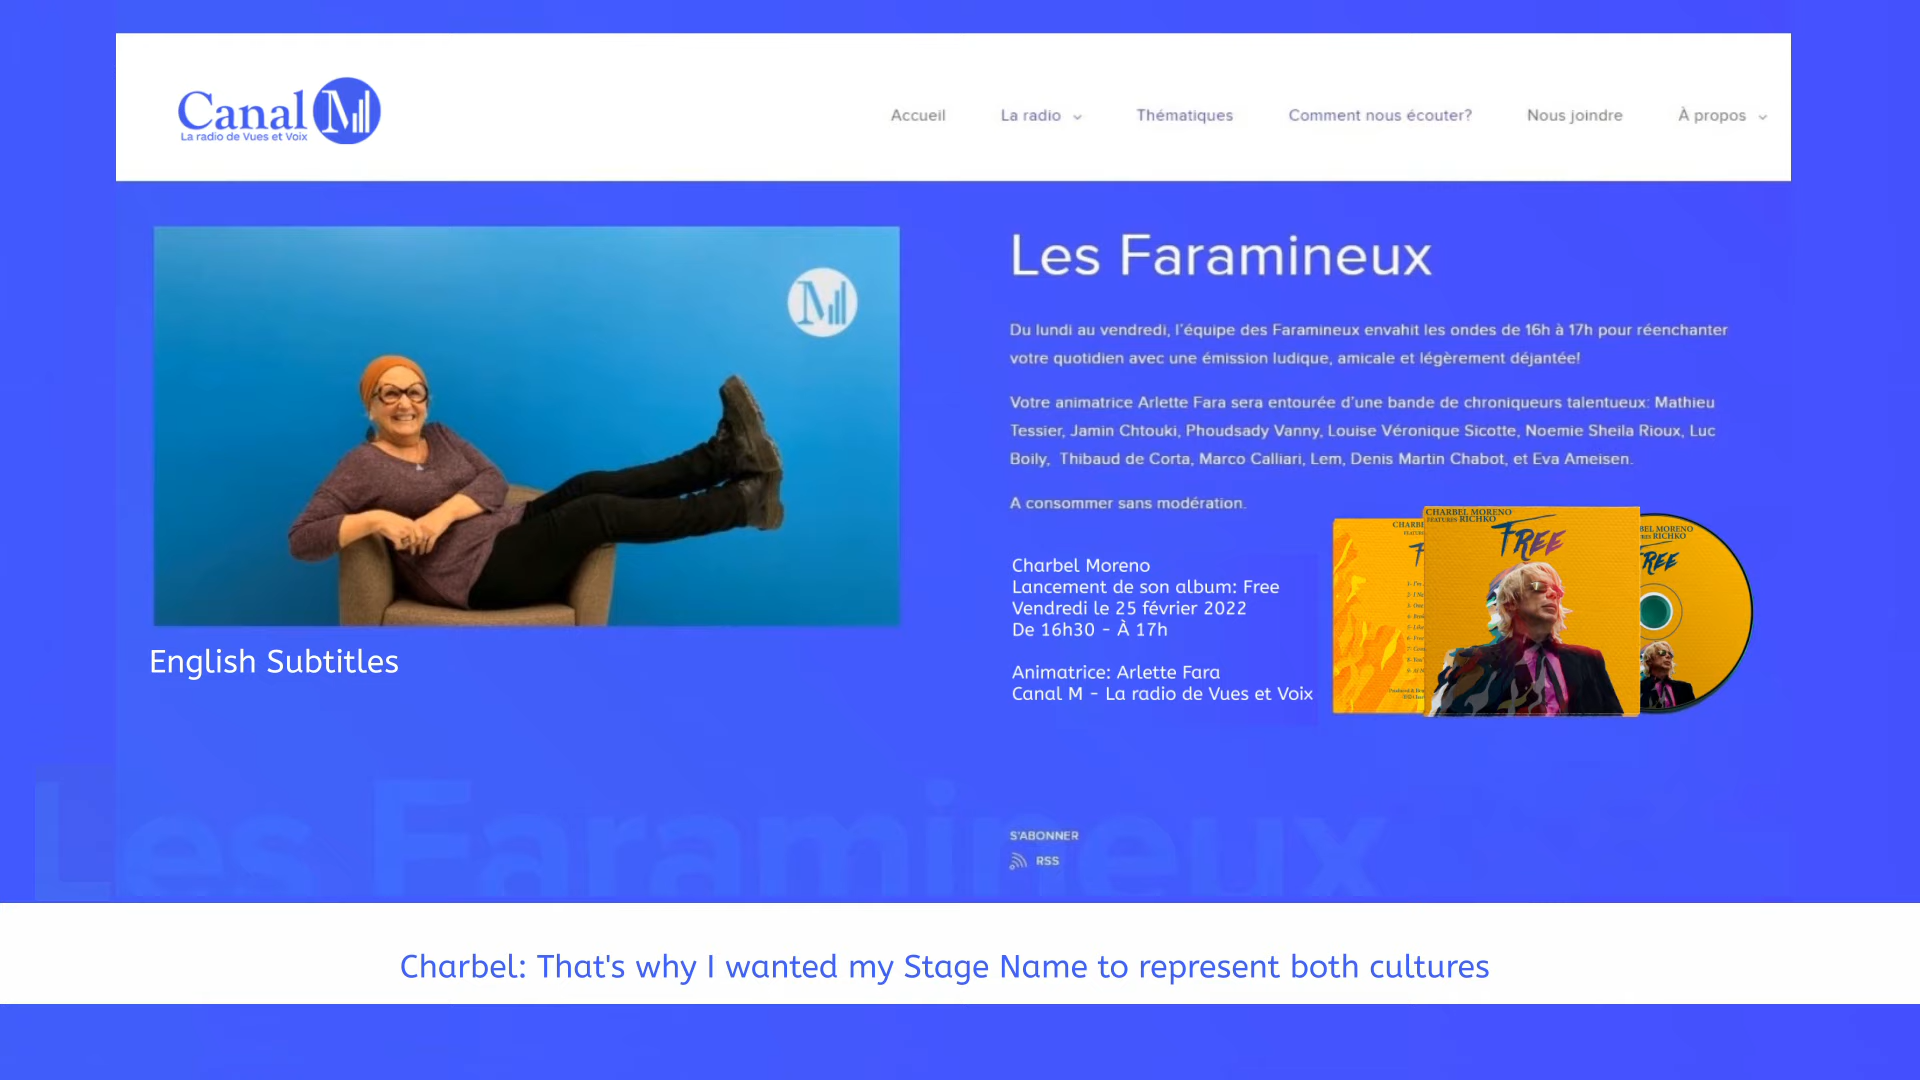 Canal M
La radio de Vues et Voix
Accueil
La radio
Thématiques
Comment nous écouter?
Nous joindre
À propos
M
Les Faramineux
Du lundi au vendredi, l'équipe des Faramineux envahit les ondes de 16h à 17h pour réenchanter
votre quotidien avec une émission ludique, amicale et légèrement déjantée!
Votre animatrice Arlette Fara sera entourée d'une bande de chroniqueurs talentueux: Mathieu
Tessier, Jamin Chtouki, Phoudsady Vanny, Louise Véronique Sicotte, Noemie Sheila Rioux, Luc
Boily, Thibaud de Corta, Marco Calliari, Lem, Denis Martin Chabot, et Eva Ameisen.
A consommer sans modération.
Charbel Moreno
Lancement de son album: Free
Vendredi le 25 février 2022
De 16h30 - À 17h
Animatrice: Arlette Fara
Canal M - La radio de Vues et Voix
CHARBEL MORENO
FEATURES RICHKO
FREE
English Subtitles
Les Faramineux
S'ABONNER
RSS
Charbel: That's why I wanted my Stage Name to represent both cultures